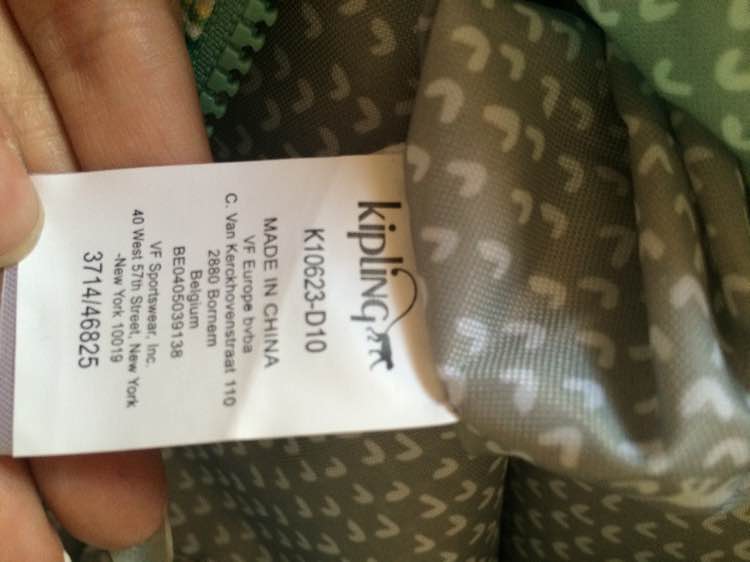 kipling
K10623-D10
MADE IN CHINA
VF Europe bvba
C. Van Kerckhovenstraat 110
2880 Bornem
Belgium
BE0405039138
VF Sportswear, Inc.
40 West 57th Street, New York
-New York 10019
3714/46825